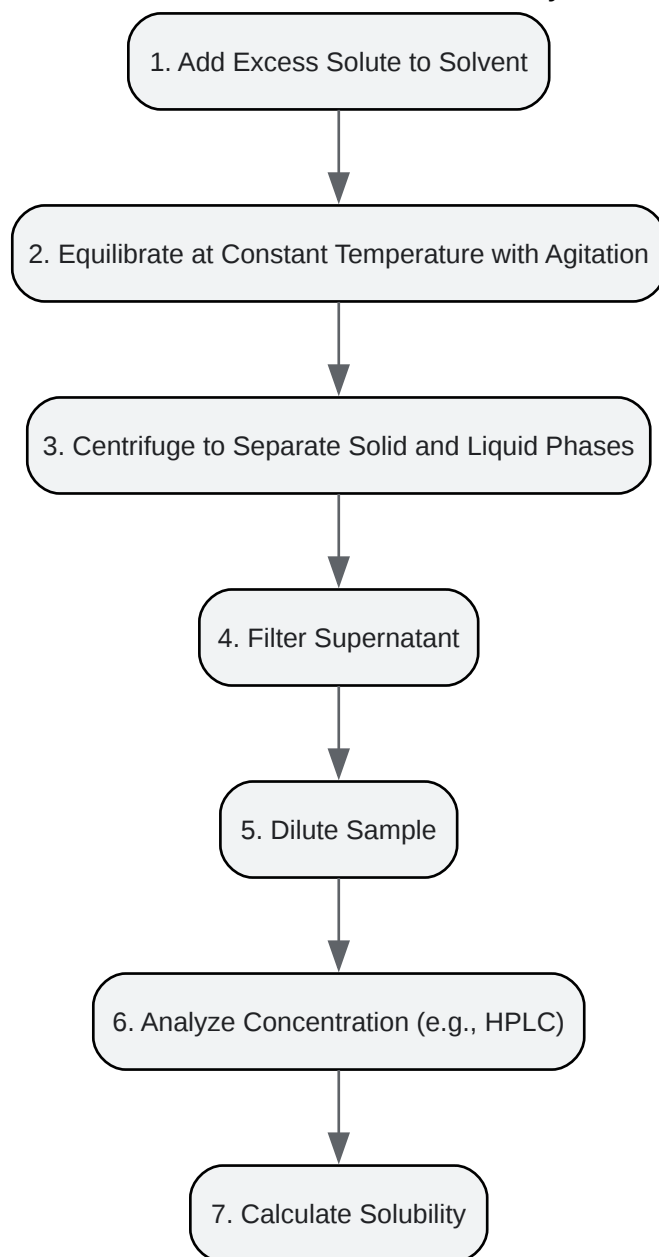 1. Add Excess Solute to Solvent
2. Equilibrate at Constant Temperature with Agitation
3. Centrifuge to Separate Solid and Liquid Phases
4. Filter Supernatant
5. Dilute Sample
6. Analyze Concentration (e.g., HPLC)
7. Calculate Solubility